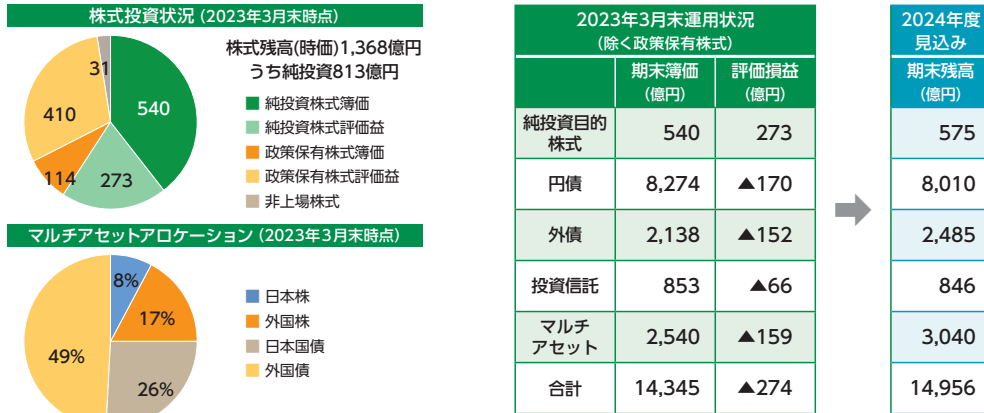 株式投資状況（2023年3月末時点）
株式残高(時価)1,368億円
うち純投資813億円
31
540
410
114
273
純投資株式簿価
純投資株式評価益
政策保有株式簿価
政策保有株式評価益
非上場株式
マルチアセットアロケーション（2023年3月末時点）
8%
17%
49%
26%
日本株
外国株
日本国債
外国債
2023年3月末運用状況
（除く政策保有株式）
期末簿価 評価損益
（億円） （億円）
純投資目的
株式 540 273
円債 8,274 ▲170
外債 2,138 ▲152
投資信託 853 ▲66
マルチ
アセット 2,540 ▲159
合計 14,345 ▲274
2024年度
見込み
期末残高
（億円）
575
8,010
2,485
846
3,040
14,956